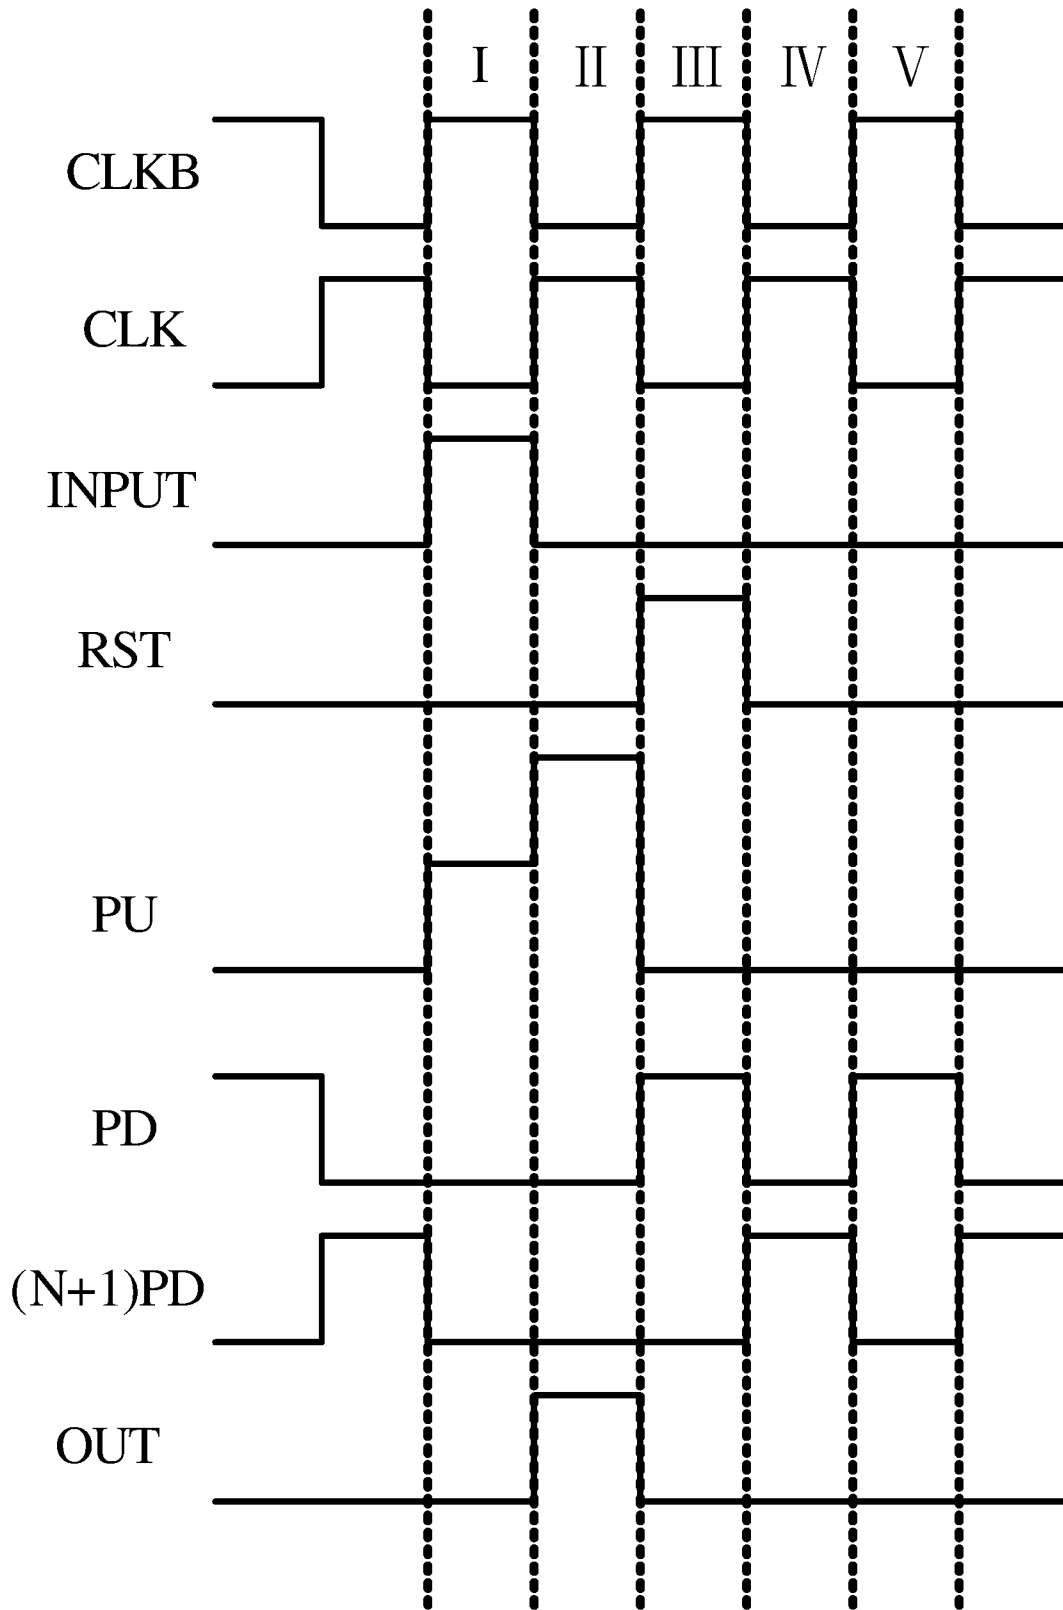 I II III IV V
CLKB
CLK
INPUT
RST
PU
PD
(N+1)PD
OUT